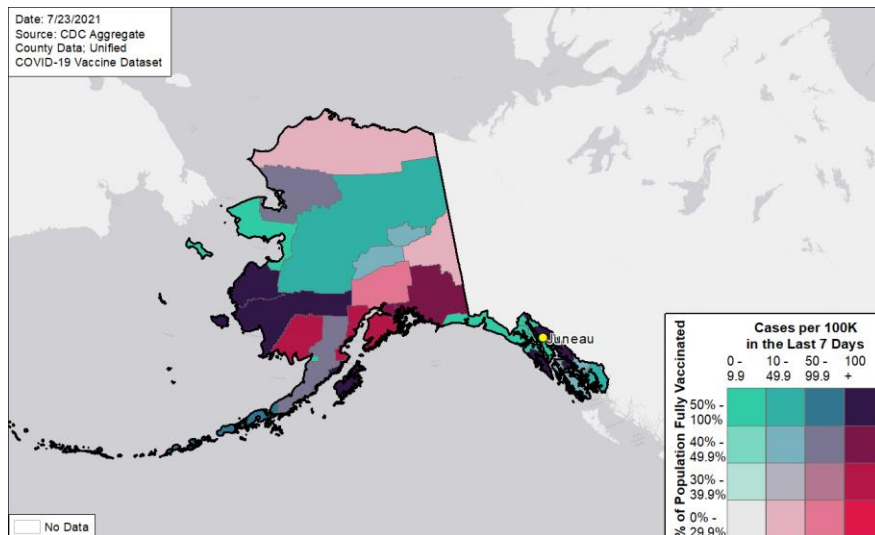 Date: 7/23/2021
Source: CDC Aggregate
County Data; Unified
COVID-19 Vaccine Dataset
Juneau
Cases per 100K
in the Last 7 Days
0 - 10 - 50 - 100
9.9 49.9 99.9 +
% of Population Fully Vaccinated
50% -
100%
40% -
49.9%
30% -
39.9%
0% -
29.9%
No Data